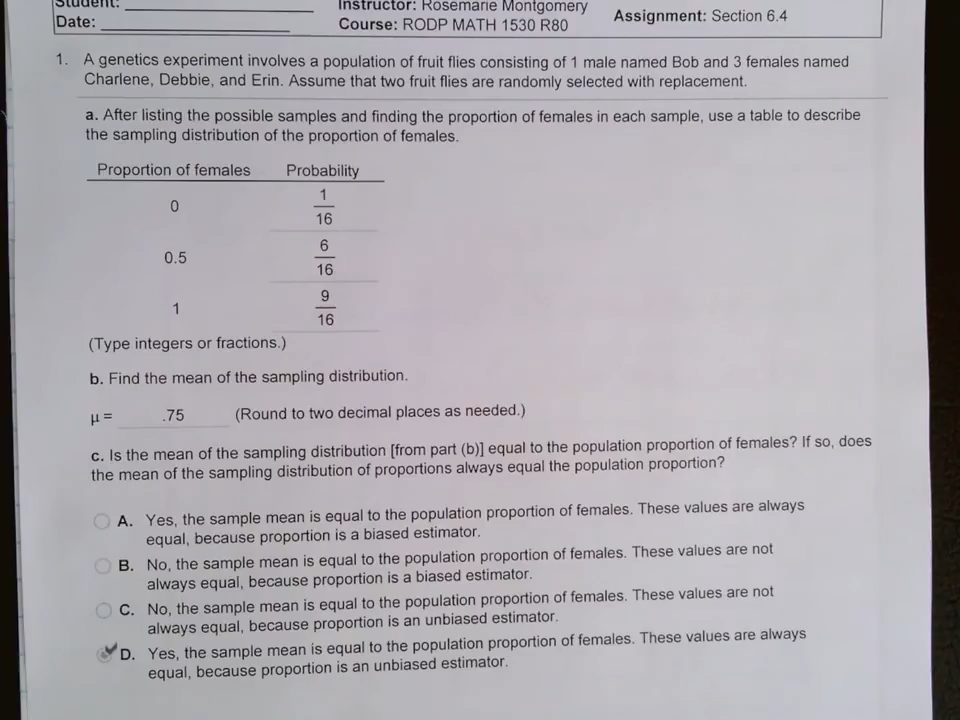 Student:
Instructor: Rosemarie Montgomery
Date:
Course: RODP MATH 1530 R80
Assignment: Section 6.4
1. A genetics experiment involves a population of fruit flies consisting of 1 male named Bob and 3 females named
Charlene, Debbie, and Erin. Assume that two fruit flies are randomly selected with replacement.
a. After listing the possible samples and finding the proportion of females in each sample, use a table to describe
the sampling distribution of the proportion of females.
Proportion of females Probability
0 1/16
0.5 6/16
1 9/16
(Type integers or fractions.)
b. Find the mean of the sampling distribution.
μ = .75 (Round to two decimal places as needed.)
c. Is the mean of the sampling distribution [from part (b)] equal to the population proportion of females? If so, does
the mean of the sampling distribution of proportions always equal the population proportion?
A. Yes, the sample mean is equal to the population proportion of females. These values are always
equal, because proportion is a biased estimator.
B. No, the sample mean is equal to the population proportion of females. These values are not
always equal, because proportion is a biased estimator.
C. No, the sample mean is equal to the population proportion of females. These values are not
always equal, because proportion is an unbiased estimator.
D. Yes, the sample mean is equal to the population proportion of females. These values are always
equal, because proportion is an unbiased estimator.